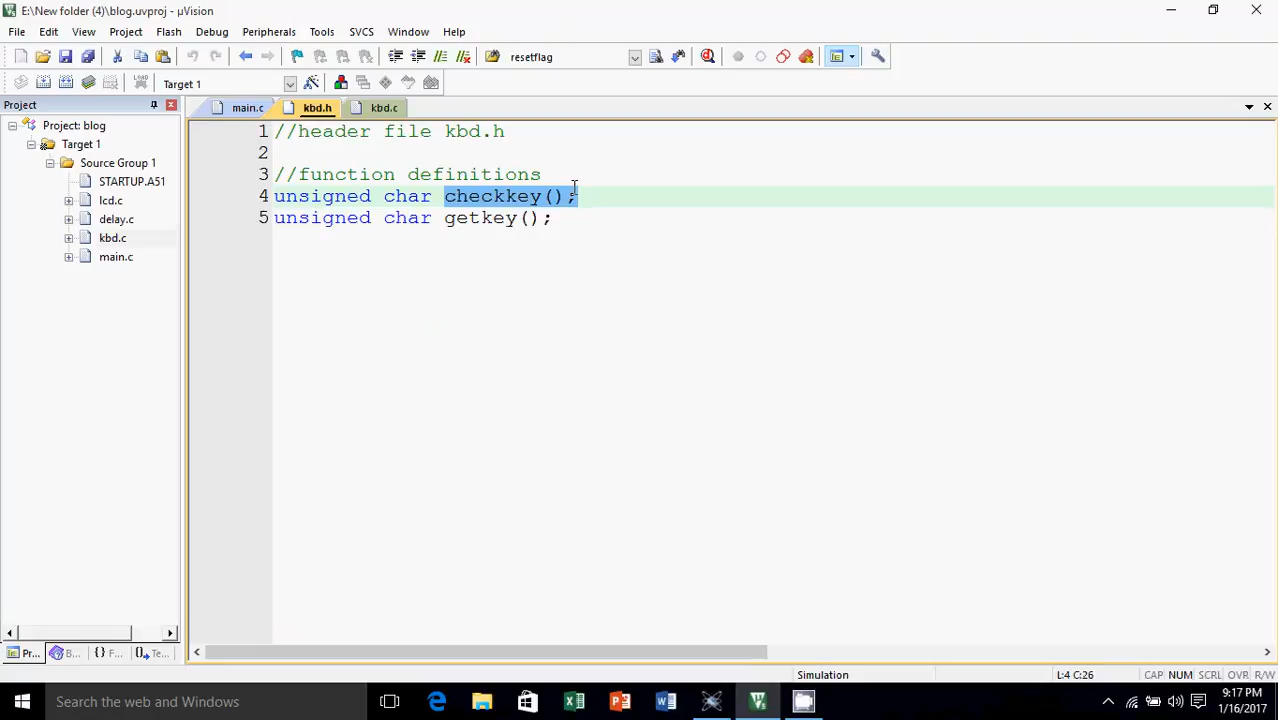 E:\New folder (4)\blog.uvproj - µVision
File Edit View Project Flash Debug Peripherals Tools SVCS Window Help
resetflag
LOAD Target 1
Project
main.c kbd.h kbd.c
Project: blog
Target 1
Source Group 1
STARTUP.A51
lcd.c
delay.c
kbd.c
main.c
1 //header file kbd.h
2
3 //function definitions
4 unsigned char checkkey();
5 unsigned char getkey();
Pr... B... {} F... Te...
Simulation L:4 C:26 CAP NUM SCRL OVR R/W
Search the web and Windows
9:17 PM
1/16/2017